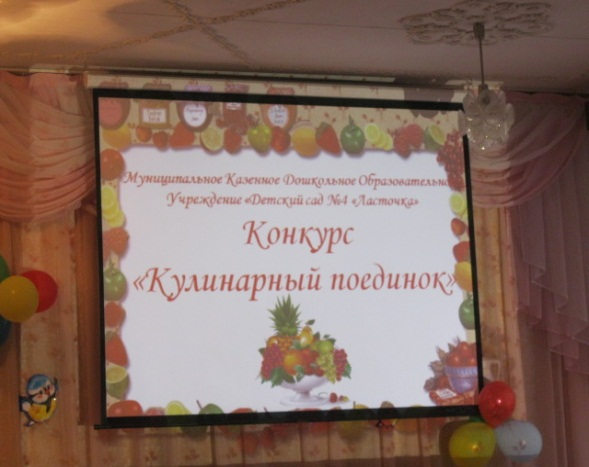 Муниципальное Казенное Дошкольное Образовательно
Учреждение «Детский сад №4 «Ласточка»
Конкурс
«Кулинарный поединок»